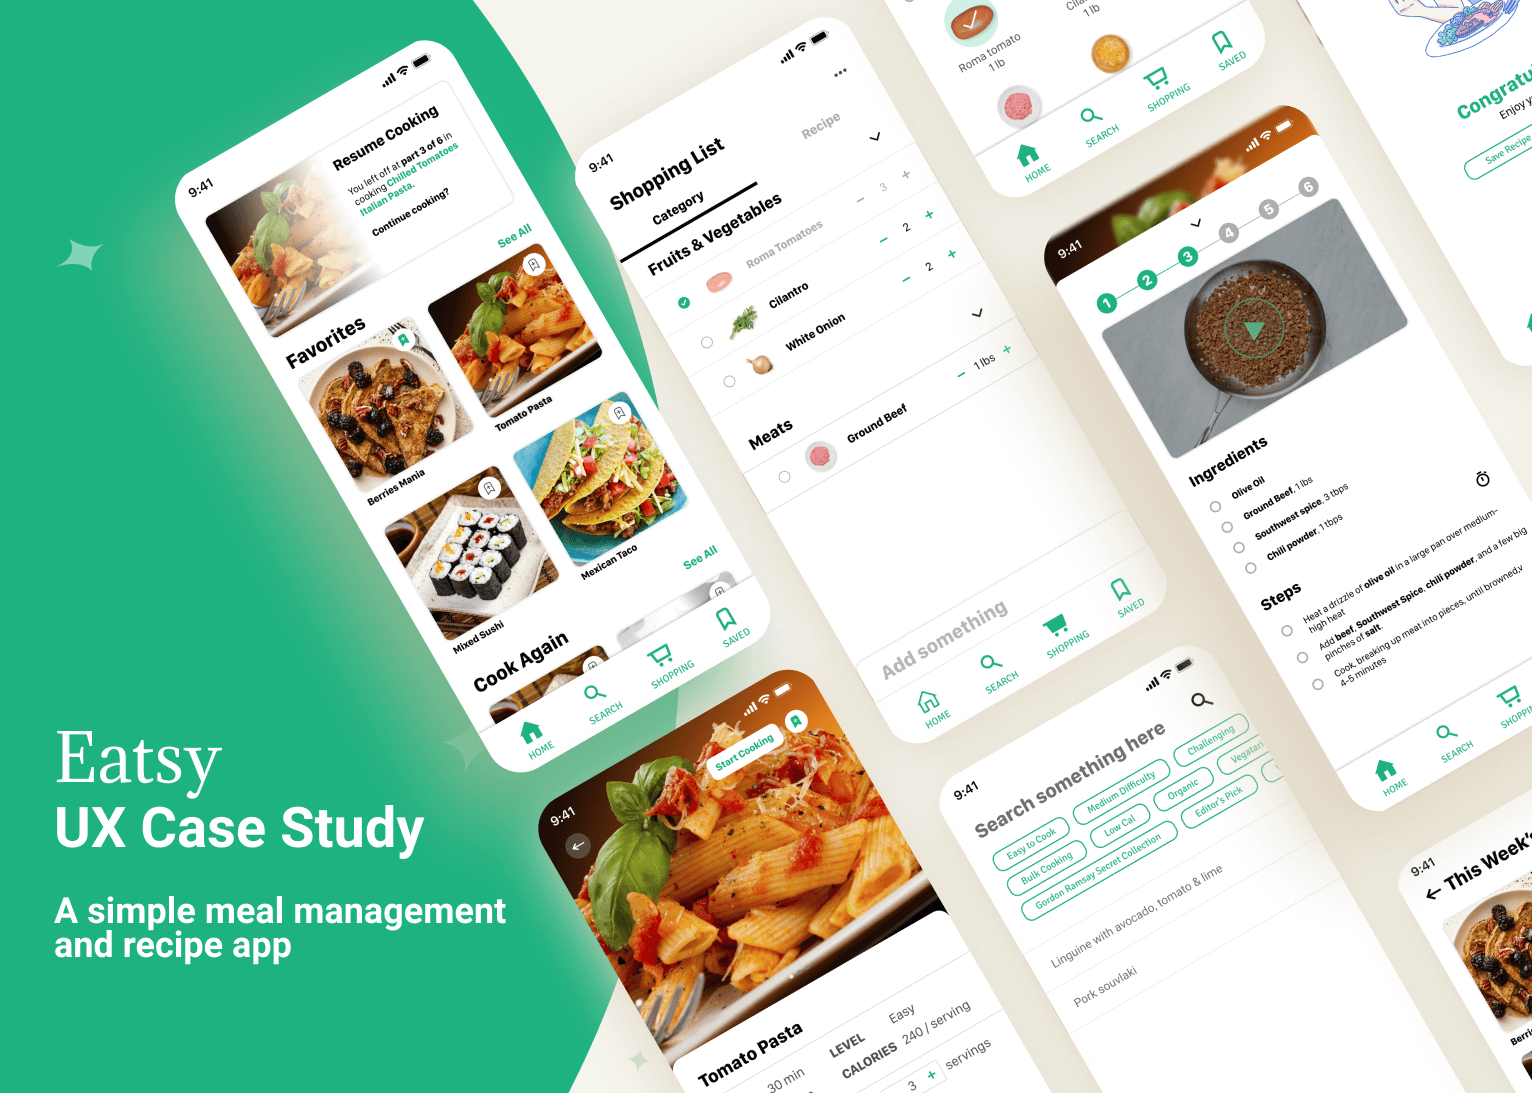 Eatsy
UX Case Study
A simple meal management
and recipe app
9:41
Resume Cooking
You left off at part 3 of 6 in
cooking Chilled Tomatoes
Italian Pasta.
Continue cooking?
See All
Favorites
Berries Mania
Tomato Pasta
Mixed Sushi
Mexican Taco
See All
Cook Again
HOME
SEARCH
SHOPPING
SAVED
9:41
Shopping List
Category
Recipe
Fruits & Vegetables
Roma Tomatoes
3
Cilantro
2
White Onion
2
Meats
Ground Beef
1 lbs
Add something
HOME
SEARCH
SHOPPING
SAVED
Roma tomato
1 lb
1 lb
HOME
SEARCH
SHOPPING
SAVED
9:41
1
2
3
4
5
6
Ingredients
Olive Oil
Ground Beef, 1 lbs
Southwest spice, 3 tbps
Chili powder, 1 tbps
Steps
Heat a drizzle of olive oil in a large pan over medium-
high heat
Add beef, Southwest Spice, chili powder, and a few big
pinches of salt.
Cook, breaking up meat into pieces, until browned,v
4-5 minutes
HOME
SEARCH
Congratu
Enjoy
Save Recipe
9:41
Start Cooking
Tomato Pasta
30 min
LEVEL
Easy
CALORIES
240 / serving
3
servings
9:41
Search something here
Easy to Cook
Medium Difficulty
Challenging
Bulk Cooking
Low Cal
Organic
Vegatar
Gordon Ramsay Secret Collection
Editor's Pick
Linguine with avocado, tomato & lime
Pork souvlaki
9:41
This Week's